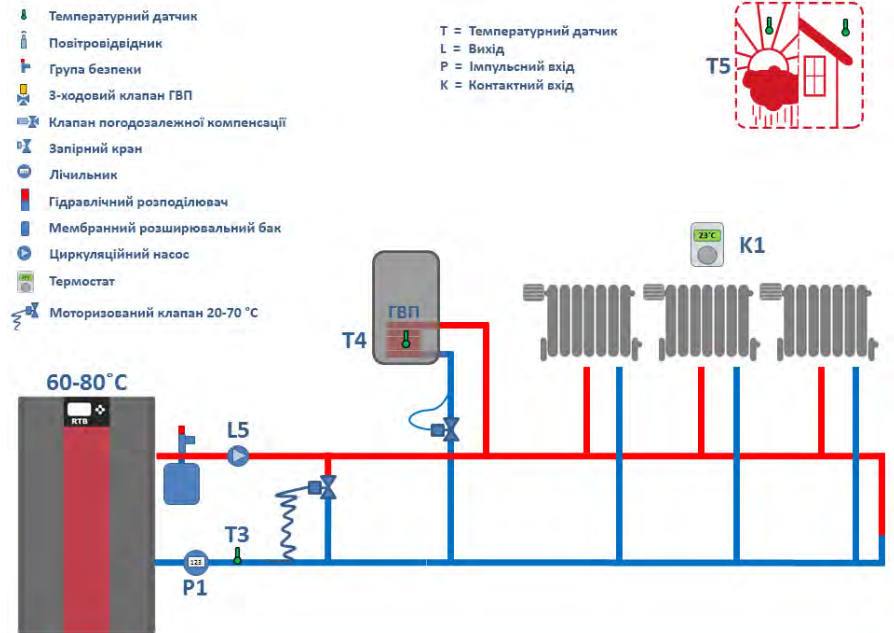 Температурний датчик
Повітровідвідник
Група безпеки
3-ходовий клапан ГВП
Клапан погодозалежної компенсації
Запірний кран
Лічильник
Гідравлічний розподілювач
Мембранний розширювальний бак
Циркуляційний насос
Термостат
Моторизований клапан 20-70 °C
T = Температурний датчик
L = Вихід
P = Імпульсний вхід
K = Контактний вхід
T5
23°C
K1
ГВП
T4
60-80°C
RTB
L5
T3
123
P1